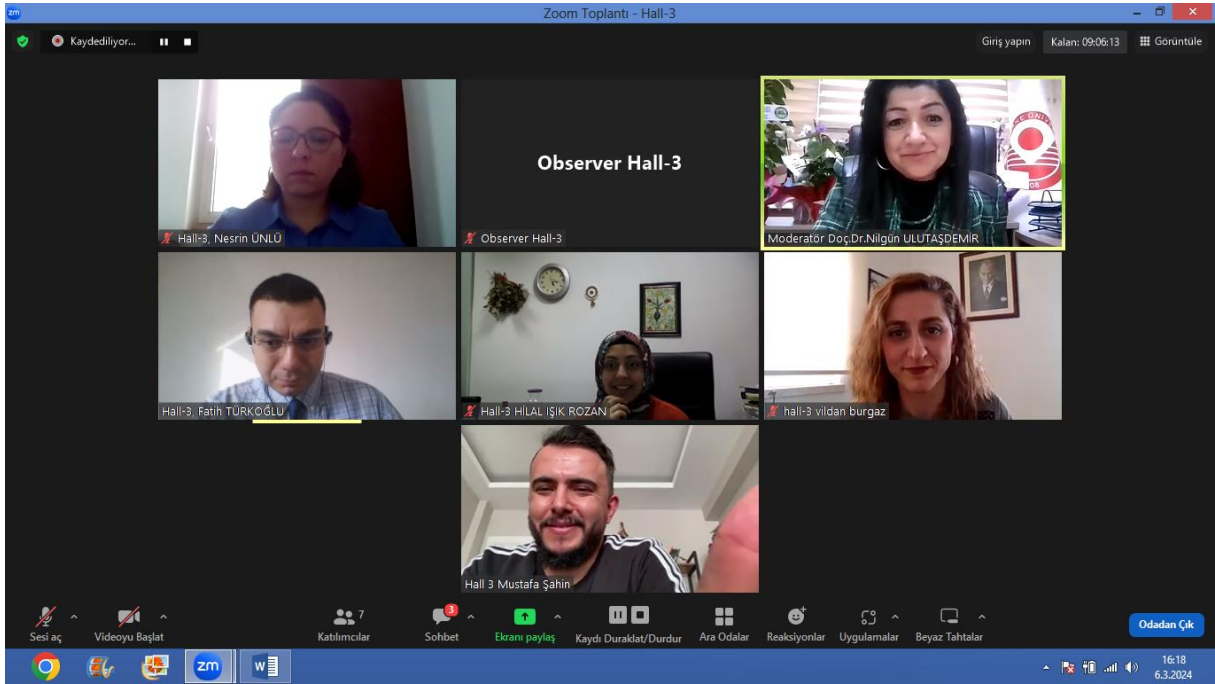 zm
Zoom Toplantı - Hall-3
Kaydediliyor...
Giriş yapın
Kalan: 09:06:13
Görüntüle
Hall-3, Nesrin ÜNLÜ
Observer Hall-3
Observer Hall-3
Moderatör Doç.Dr.Nilgün ULUTAŞDEMİR
Hall-3, Fatih TÜRKOĞLU
Hall-3 HİLAL IŞIK ROZAN
hall-3 vildan burgaz
Hall 3 Mustafa Şahin
7
3
Sesi aç
Videoyu Başlat
Katılımcılar
Sohbet
Ekranı paylaş
Kaydı Duraklat/Durdur
Ara Odalar
Reaksiyonlar
Uygulamalar
Beyaz Tahtalar
Odadan Çık
zm
W
16:18
6.3.2024